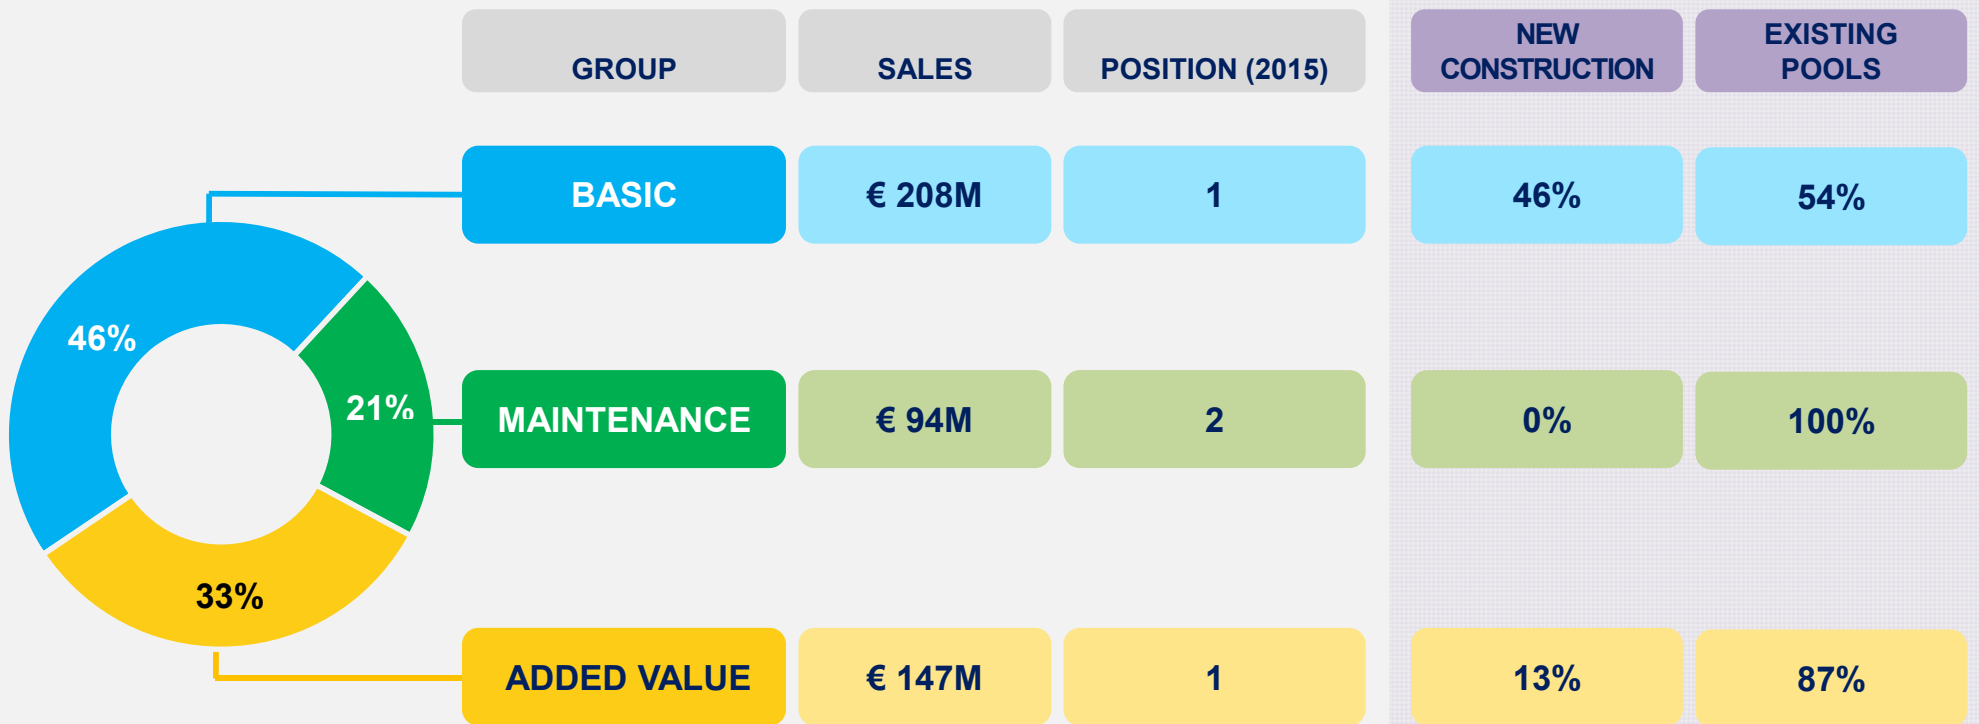 GROUP
SALES
POSITION (2015)
NEW
CONSTRUCTION
EXISTING
POOLS
BASIC
€ 208M
1
46%
54%
46%
21%
MAINTENANCE
€ 94M
2
0%
100%
33%
ADDED VALUE
€ 147M
1
13%
87%